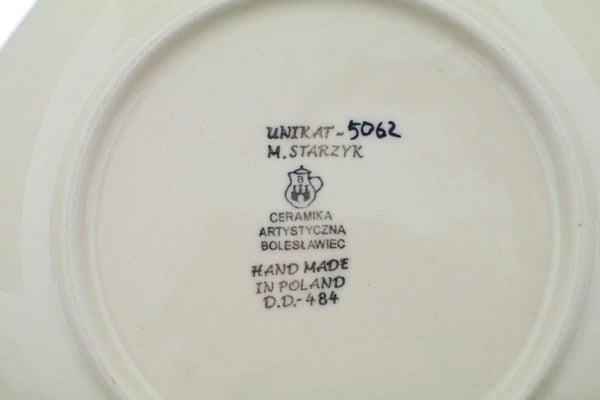 UNIKAT-5062
M. STARZYK
B
CERAMIKA
ARTYSTYCZNA
BOLESŁAWIEC
HAND MADE
IN POLAND
D.D.-484